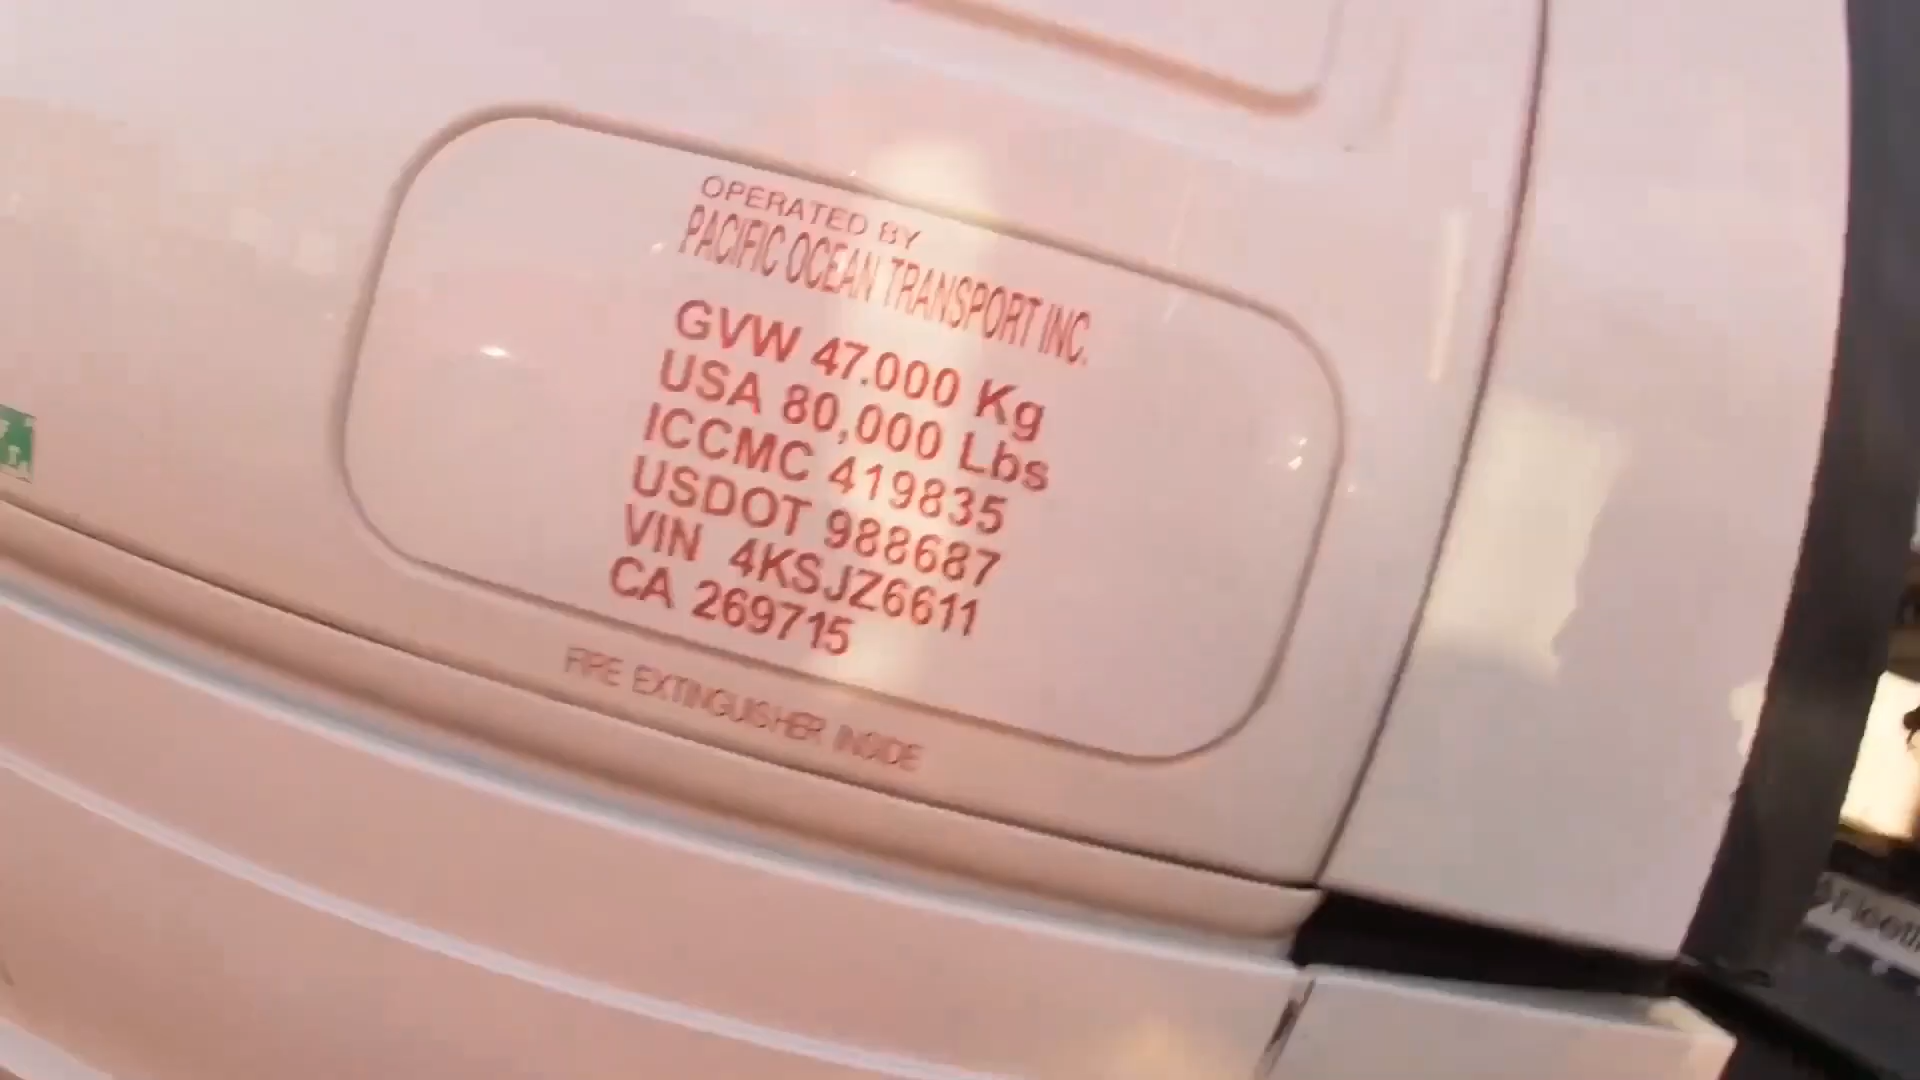 OPERATED BY
PACIFIC OCEAN TRANSPORT INC.
GVW 47.000 Kg
USA 80,000 Lbs
ICCMC 419835
USDOT 988687
VIN 4KSJZ6611
CA 269715
FIRE EXTINGUISHER INSIDE